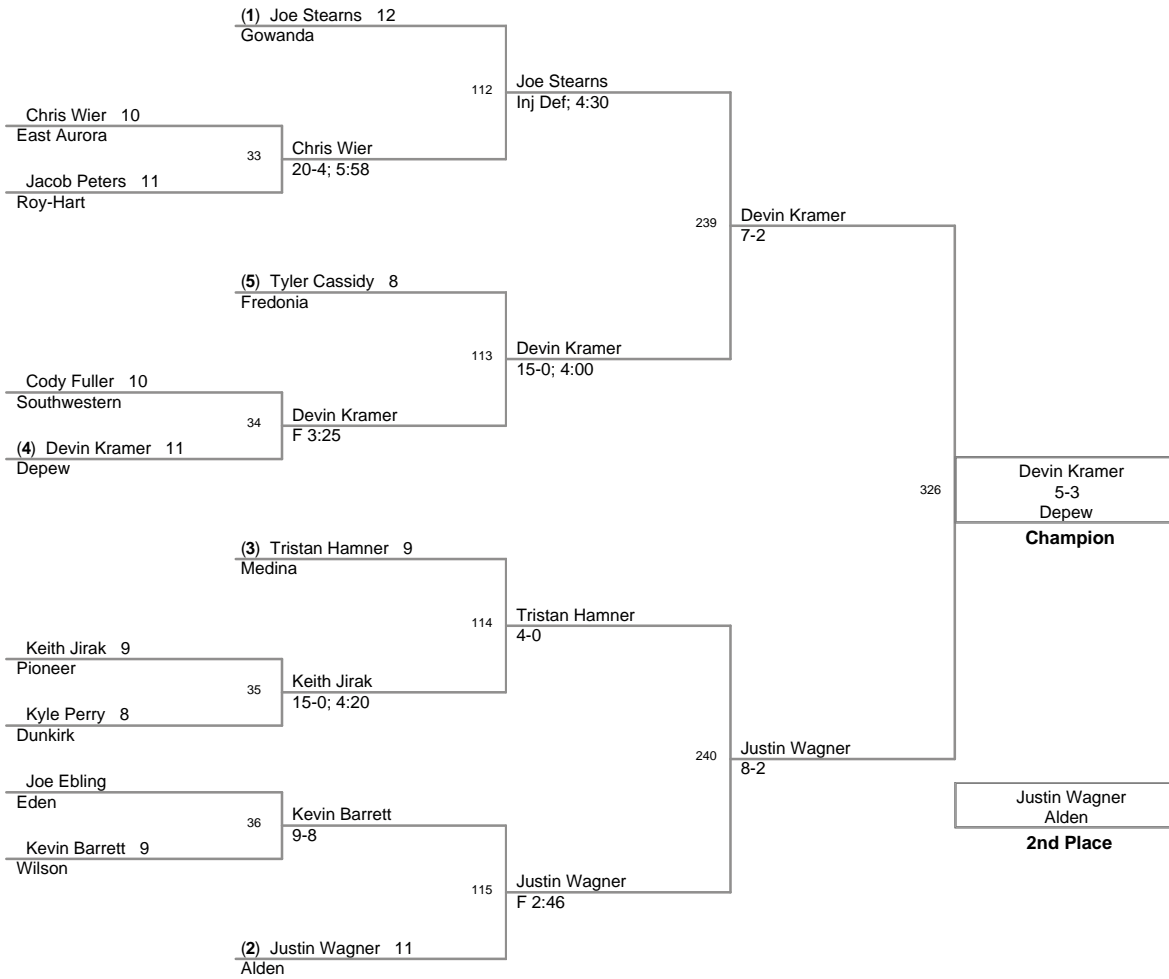 (1) Joe Stearns 12
Gowanda
112
Joe Stearns
Inj Def; 4:30
Chris Wier 10
East Aurora
33
Chris Wier
20-4; 5:58
Jacob Peters 11
Roy-Hart
239
Devin Kramer
7-2
(5) Tyler Cassidy 8
Fredonia
113
Devin Kramer
15-0; 4:00
Cody Fuller 10
Southwestern
34
Devin Kramer
F 3:25
(4) Devin Kramer 11
Depew
326
Devin Kramer
5-3
Depew
Champion
(3) Tristan Hamner 9
Medina
114
Tristan Hamner
4-0
Keith Jirak 9
Pioneer
35
Keith Jirak
15-0; 4:20
Kyle Perry 8
Dunkirk
240
Justin Wagner
8-2
Joe Ebling
Eden
36
Kevin Barrett
9-8
Kevin Barrett 9
Wilson
Justin Wagner
Alden
2nd Place
115
Justin Wagner
F 2:46
(2) Justin Wagner 11
Alden